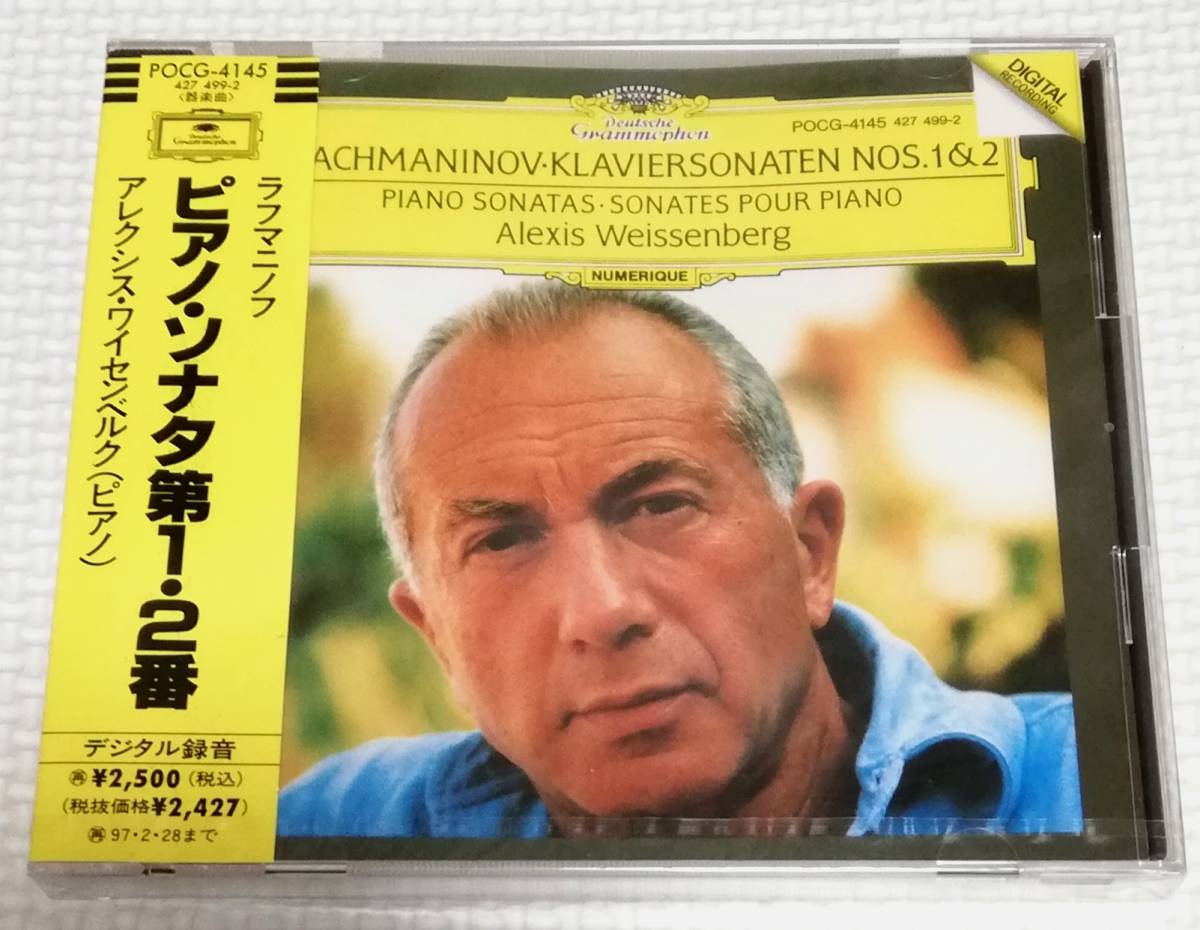 POCG-4145
427 499-2
〈器楽曲〉
Deutsche
Grammophon
ラフマニノフ
ピアノ・ソナタ第1・2番
アレクシス・ワイセンベルク(ピアノ)
デジタル録音
再¥2,500(税込)
(税抜価格¥2,427)
再97・2・28まで
DIGITAL
RECORDING
Deutsche
Grammophon
POCG-4145 427 499-2
ACHMANINOV·KLAVIERSONATEN NOS.1&2
PIANO SONATAS·SONATES POUR PIANO
Alexis Weissenberg
NUMERIQUE